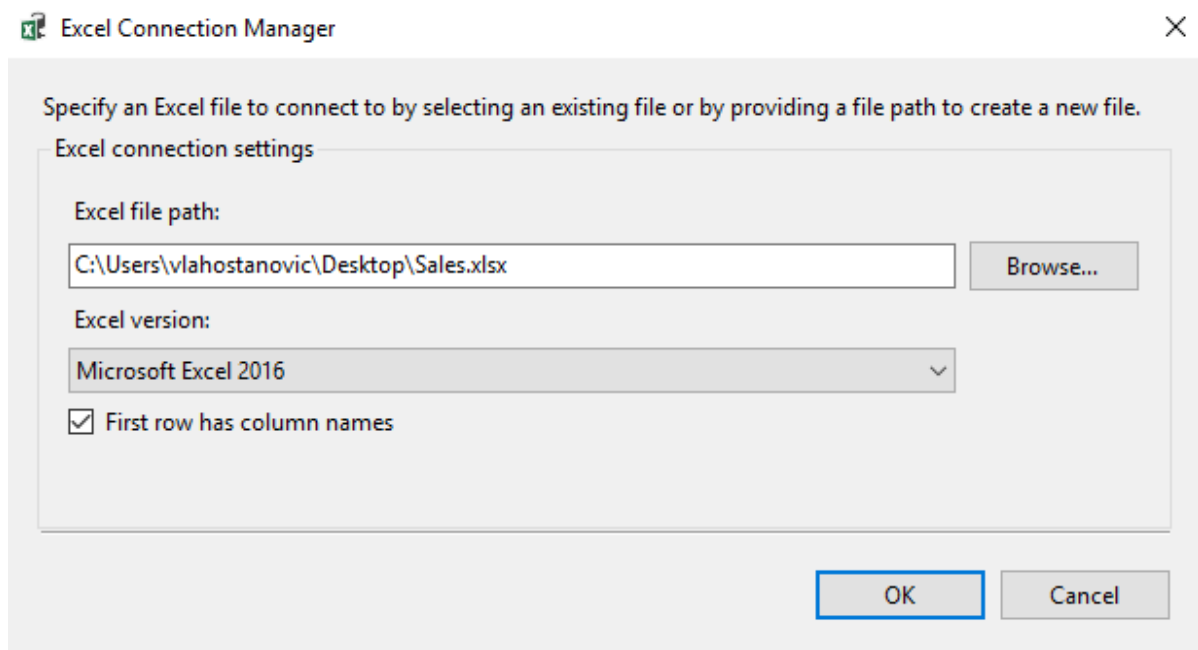 Excel Connection Manager
Specify an Excel file to connect to by selecting an existing file or by providing a file path to create a new file.
Excel connection settings
Excel file path:
C:\Users\vlahostanovic\Desktop\Sales.xlsx
Browse...
Excel version:
Microsoft Excel 2016
First row has column names
OK
Cancel